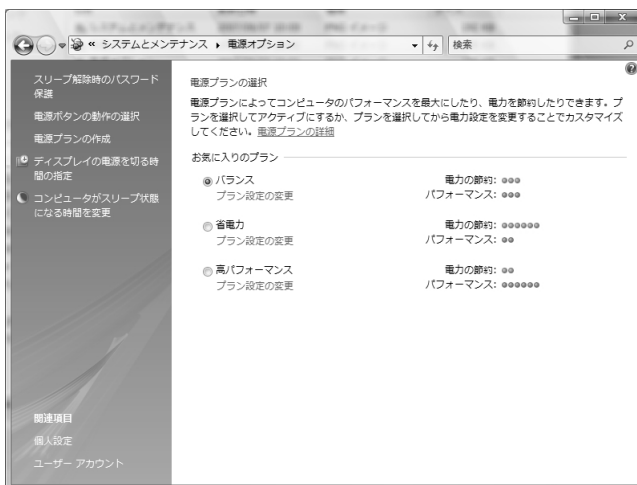 « システムとメンテナンス ▸ 電源オプション
検索
スリープ解除時のパスワード
保護
電源ボタンの動作の選択
電源プランの作成
ディスプレイの電源を切る時
間の指定
コンピュータがスリープ状態
になる時間を変更
関連項目
個人設定
ユーザー アカウント
電源プランの選択
電源プランによってコンピュータのパフォーマンスを最大にしたり、電力を節約したりできます。プ
ランを選択してアクティブにするか、プランを選択してから電力設定を変更することでカスタマイズ
してください。電源プランの詳細
お気に入りのプラン
バランス 電力の節約:
プラン設定の変更 パフォーマンス:
省電力 電力の節約:
プラン設定の変更 パフォーマンス:
高パフォーマンス 電力の節約:
プラン設定の変更 パフォーマンス: